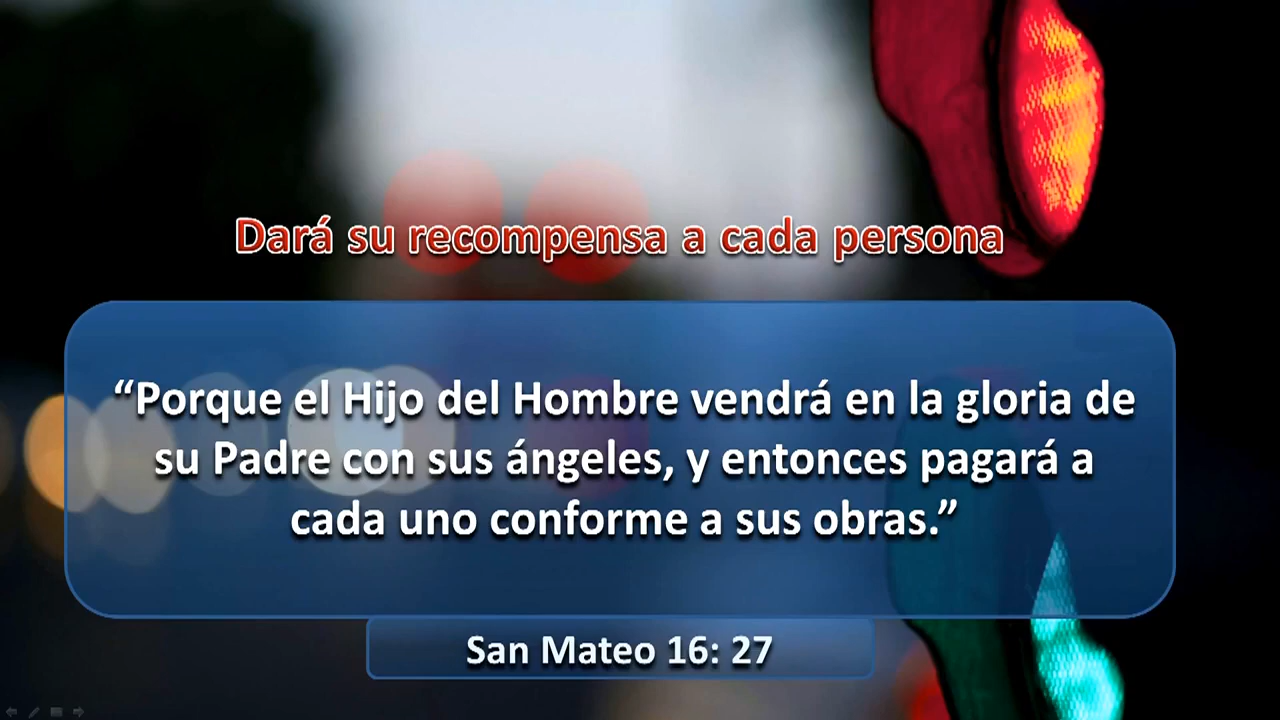 Dará su recompensa a cada persona
“Porque el Hijo del Hombre vendrá en la gloria de
su Padre con sus ángeles, y entonces pagará a
cada uno conforme a sus obras.”
San Mateo 16: 27